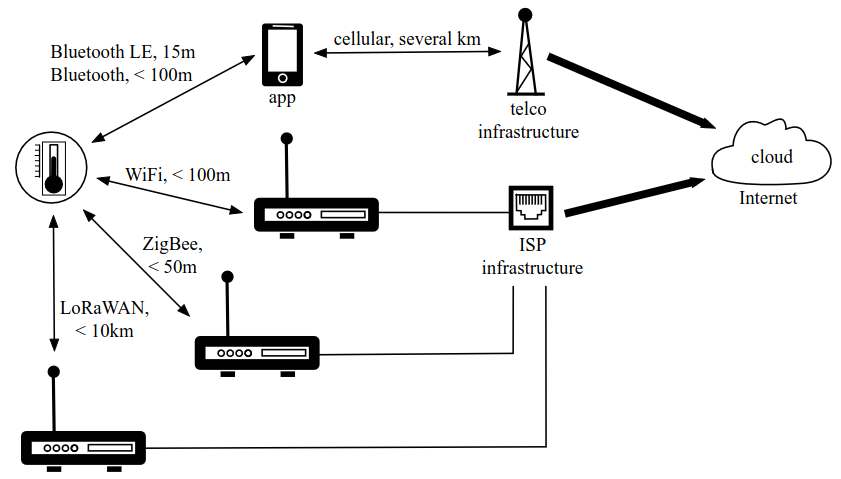 Bluetooth LE, 15m
Bluetooth, < 100m
app
cellular, several km
telco
infrastructure
cloud
Internet
WiFi, < 100m
ISP
infrastructure
ZigBee,
< 50m
LoRaWAN,
< 10km